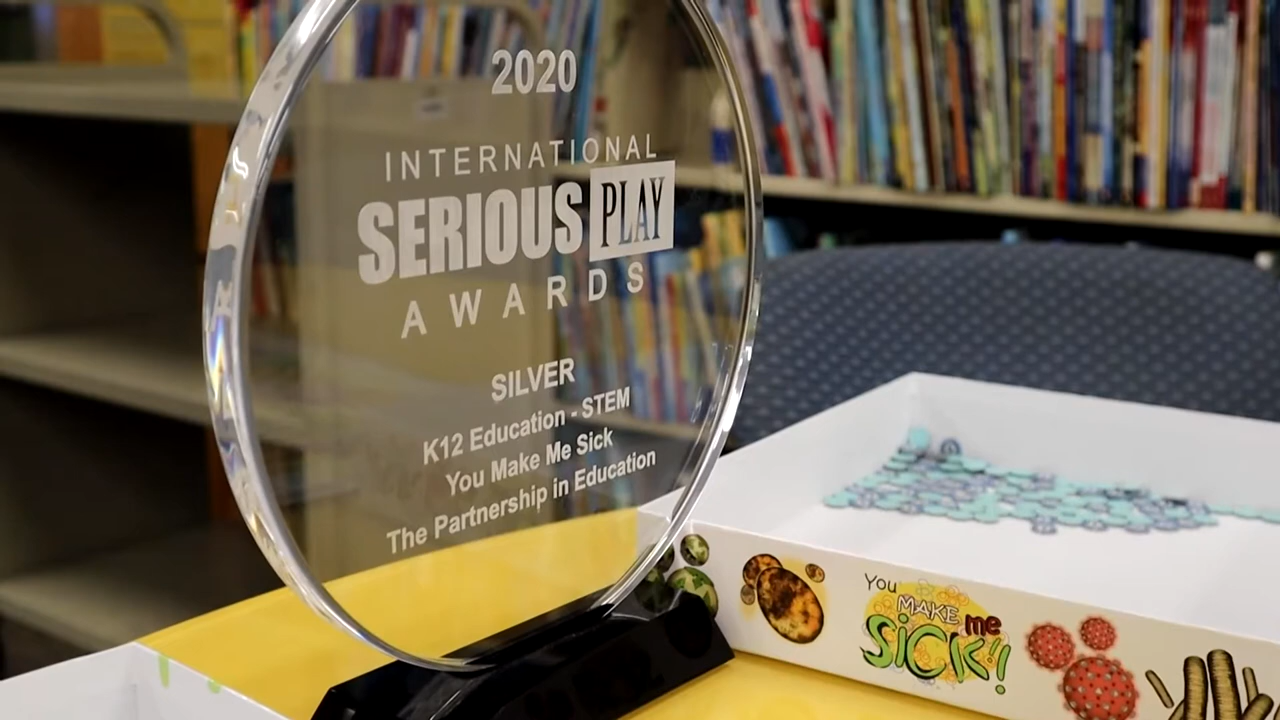 2020
INTERNATIONAL
SERIOUS PLAY
AWARDS
SILVER
K12 Education - STEM
You Make Me Sick
The Partnership in Education
You
MAKE me
SiCK!